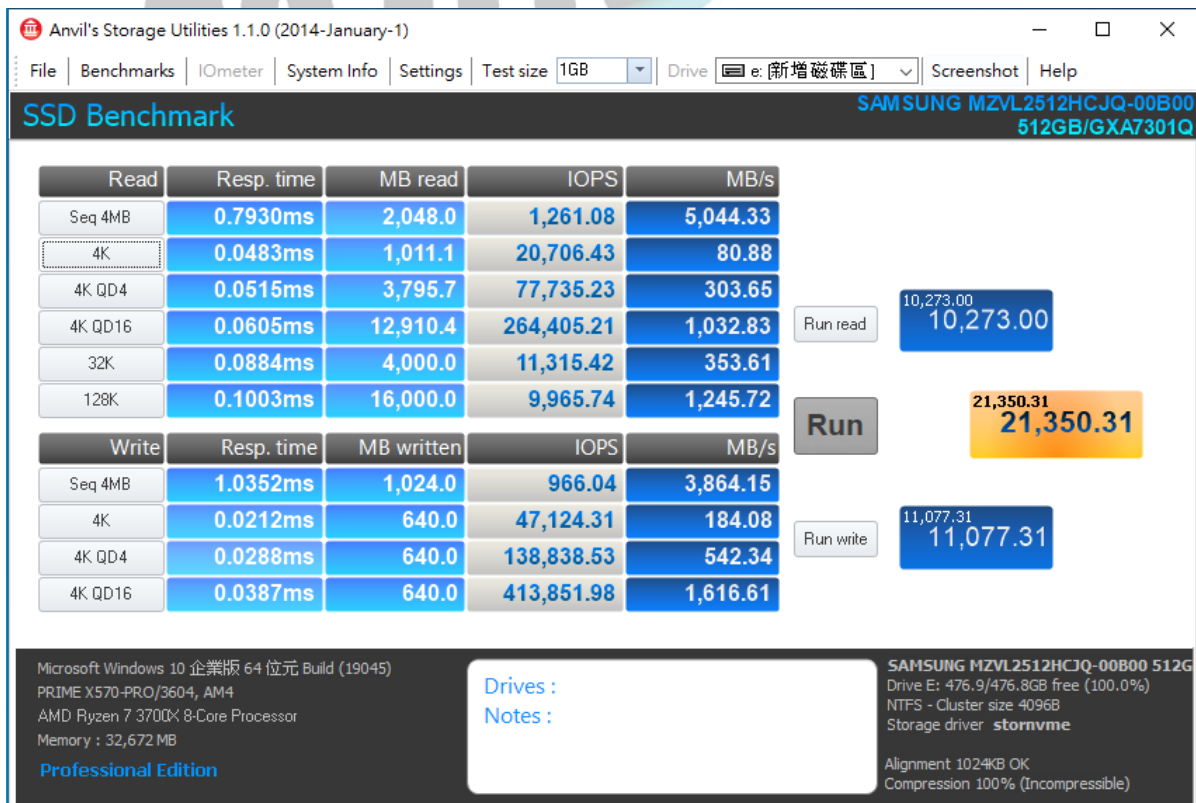 Anvil's Storage Utilities 1.1.0 (2014-January-1)
File Benchmarks IOmeter System Info Settings Test size 1GB Drive e: [新增磁碟區] Screenshot Help
SSD Benchmark
SAMSUNG MZVL2512HCJQ-00B00
512GB/GXA7301Q
Read Resp. time MB read IOPS MB/s
Seq 4MB 0.7930ms 2,048.0 1,261.08 5,044.33
4K 0.0483ms 1,011.1 20,706.43 80.88
4K QD4 0.0515ms 3,795.7 77,735.23 303.65
4K QD16 0.0605ms 12,910.4 264,405.21 1,032.83
32K 0.0884ms 4,000.0 11,315.42 353.61
128K 0.1003ms 16,000.0 9,965.74 1,245.72
Run read
10,273.00
10,273.00
Run
21,350.31
21,350.31
Write Resp. time MB written IOPS MB/s
Seq 4MB 1.0352ms 1,024.0 966.04 3,864.15
4K 0.0212ms 640.0 47,124.31 184.08
4K QD4 0.0288ms 640.0 138,838.53 542.34
4K QD16 0.0387ms 640.0 413,851.98 1,616.61
Run write
11,077.31
11,077.31
Microsoft Windows 10 企業版 64 位元 Build (19045)
PRIME X570-PRO/3604, AM4
AMD Ryzen 7 3700X 8-Core Processor
Memory : 32,672 MB
Professional Edition
Drives :
Notes :
SAMSUNG MZVL2512HCJQ-00B00 512G
Drive E: 476.9/476.8GB free (100.0%)
NTFS - Cluster size 4096B
Storage driver stornvme
Alignment 1024KB OK
Compression 100% (Incompressible)